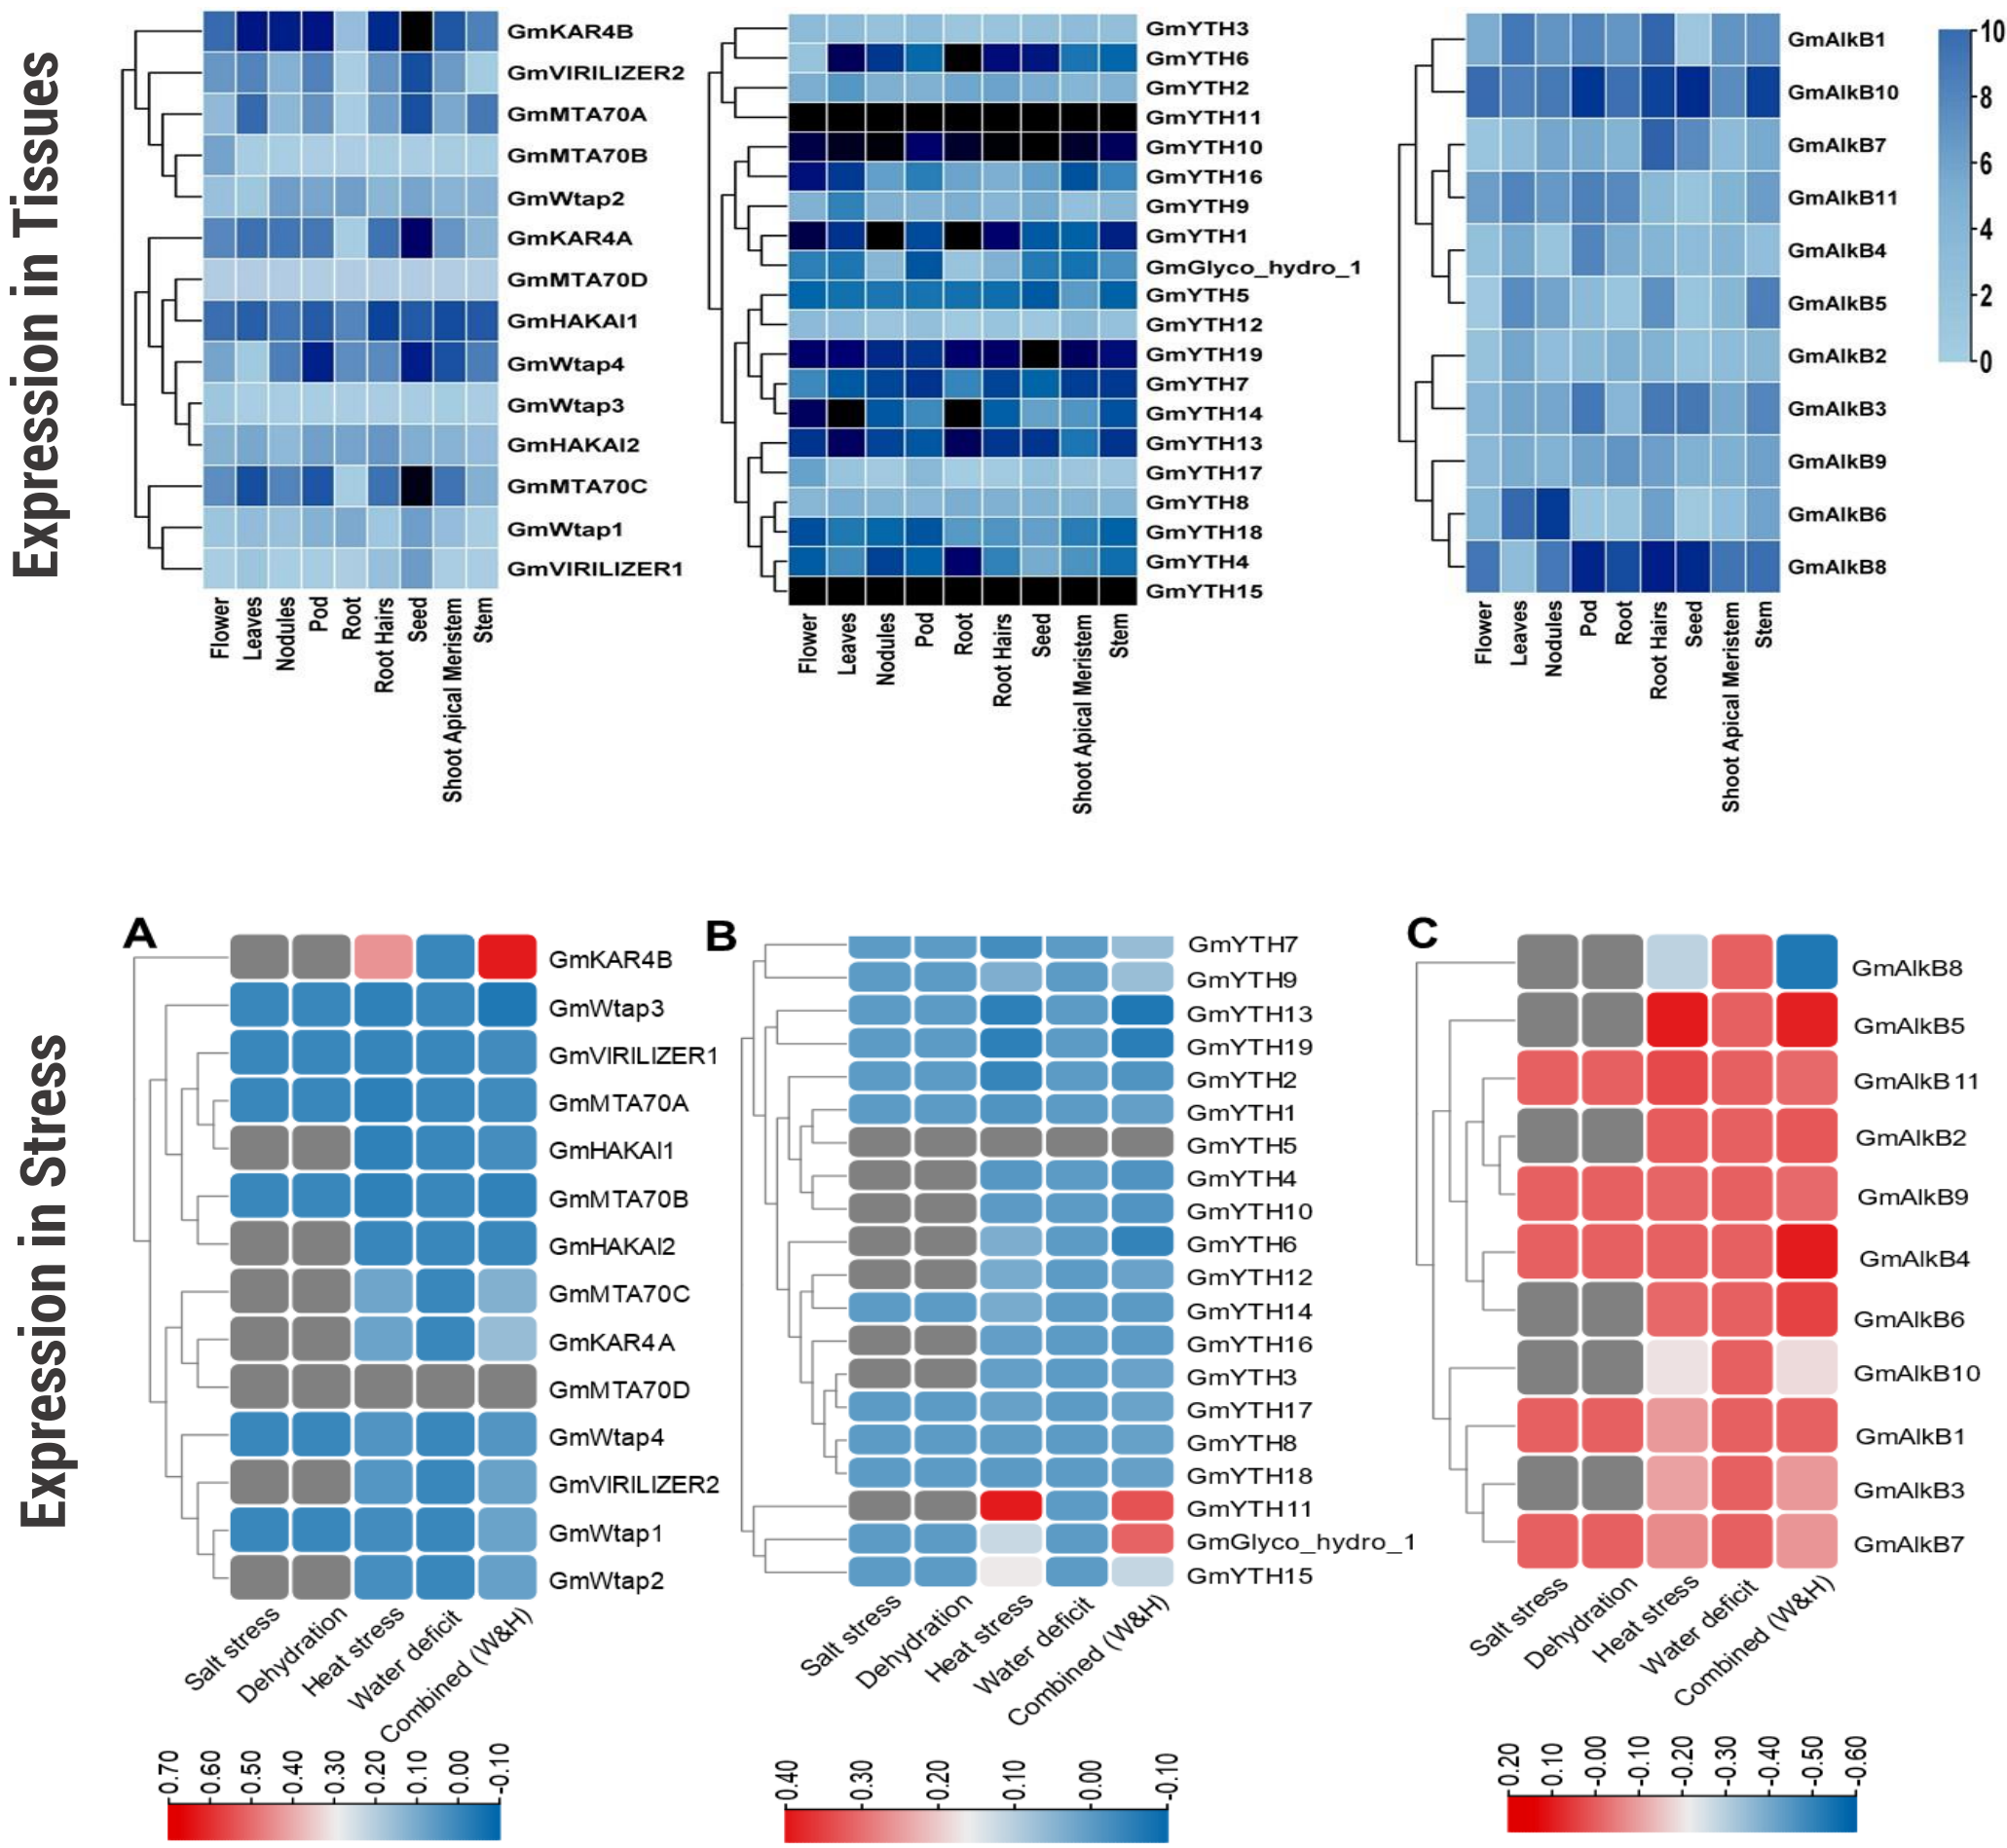 Expression in Tissues
GmKAR4B
GmVIRILIZER2
GmMTA70A
GmMTA70B
GmWtap2
GmKAR4A
GmMTA70D
GmHAKAI1
GmWtap4
GmWtap3
GmHAKAI2
GmMTA70C
GmWtap1
GmVIRILIZER1
Flower
Leaves
Nodules
Pod
Root
Root Hairs
Seed
Shoot Apical Meristem
Stem
GmYTH3
GmYTH6
GmYTH2
GmYTH11
GmYTH10
GmYTH16
GmYTH9
GmYTH1
GmGlyco_hydro_1
GmYTH5
GmYTH12
GmYTH19
GmYTH7
GmYTH14
GmYTH13
GmYTH17
GmYTH8
GmYTH18
GmYTH4
GmYTH15
Flower
Leaves
Nodules
Pod
Root
Root Hairs
Seed
Shoot Apical Meristem
Stem
GmAlkB1
GmAlkB10
GmAlkB7
GmAlkB11
GmAlkB4
GmAlkB5
GmAlkB2
GmAlkB3
GmAlkB9
GmAlkB6
GmAlkB8
Flower
Leaves
Nodules
Pod
Root
Root Hairs
Seed
Shoot Apical Meristem
Stem
10
8
6
4
2
0
Expression in Stress
A
GmKAR4B
GmWtap3
GmVIRILIZER1
GmMTA70A
GmHAKAI1
GmMTA70B
GmHAKAI2
GmMTA70C
GmKAR4A
GmMTA70D
GmWtap4
GmVIRILIZER2
GmWtap1
GmWtap2
Salt stress
Dehydration
Heat stress
Water deficit
Combined (W&H)
0.70
0.60
0.50
0.40
0.30
0.20
0.10
0.00
-0.10
B
GmYTH7
GmYTH9
GmYTH13
GmYTH19
GmYTH2
GmYTH1
GmYTH5
GmYTH4
GmYTH10
GmYTH6
GmYTH12
GmYTH14
GmYTH16
GmYTH3
GmYTH17
GmYTH8
GmYTH18
GmYTH11
GmGlyco_hydro_1
GmYTH15
Salt stress
Dehydration
Heat stress
Water deficit
Combined (W&H)
0.40
0.30
0.20
0.10
0.00
-0.10
C
GmAlkB8
GmAlkB5
GmAlkB11
GmAlkB2
GmAlkB9
GmAlkB4
GmAlkB6
GmAlkB10
GmAlkB1
GmAlkB3
GmAlkB7
Salt stress
Dehydration
Heat stress
Water deficit
Combined (W&H)
0.20
0.10
-0.00
-0.10
-0.20
-0.30
-0.40
-0.50
-0.60